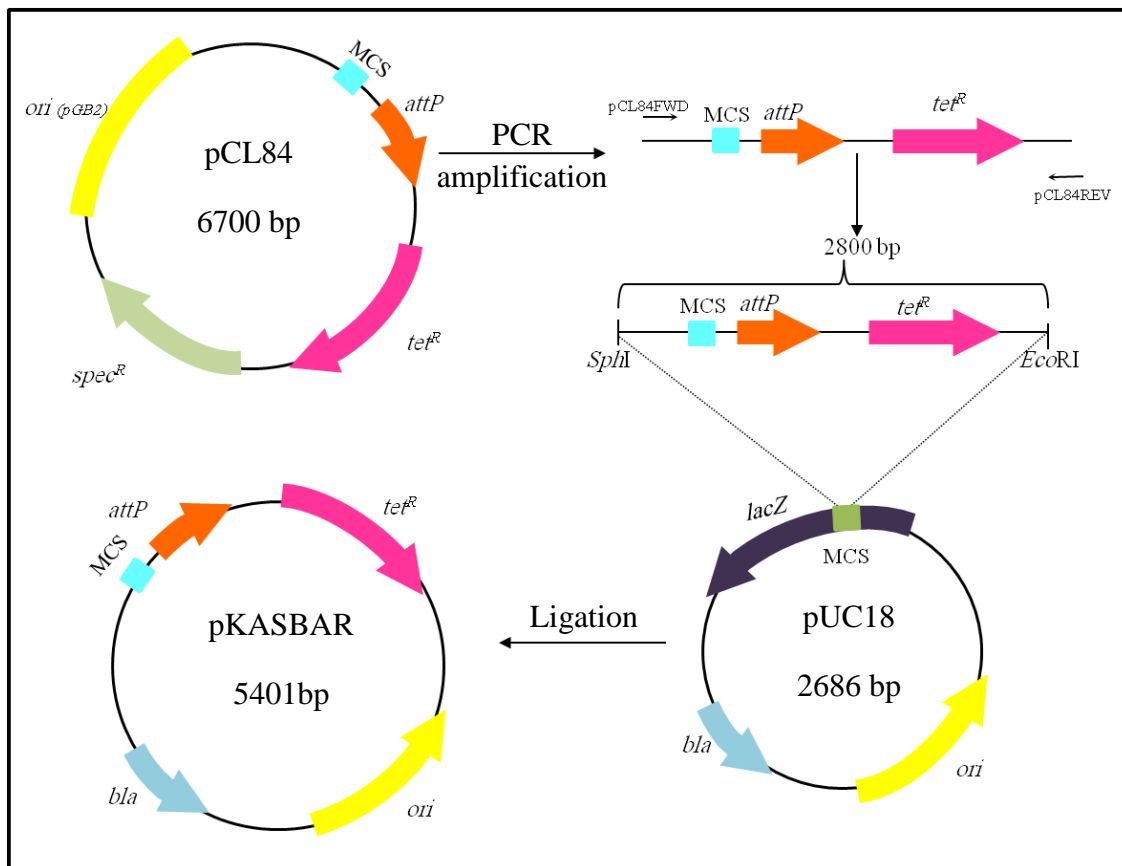 MCS
ori (pGB2)
attP
pCL84
6700 bp
tetR
specR
PCR
amplification
pCL84FWD
MCS
attP
tetR
pCL84REV
2800 bp
MCS
attP
tetR
SphI
EcoRI
attP
tetR
MCS
pKASBAR
5401bp
bla
ori
Ligation
lacZ
MCS
pUC18
2686 bp
bla
ori